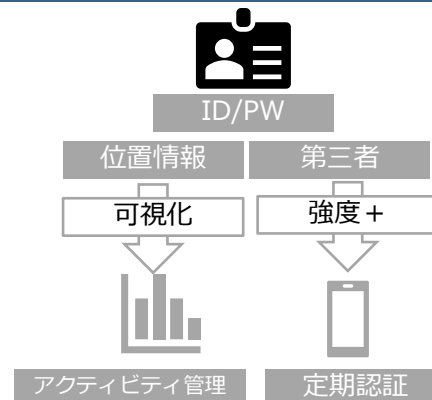 ID/PW
位置情報
第三者
可視化
強度＋
アクティビティ管理
定期認証